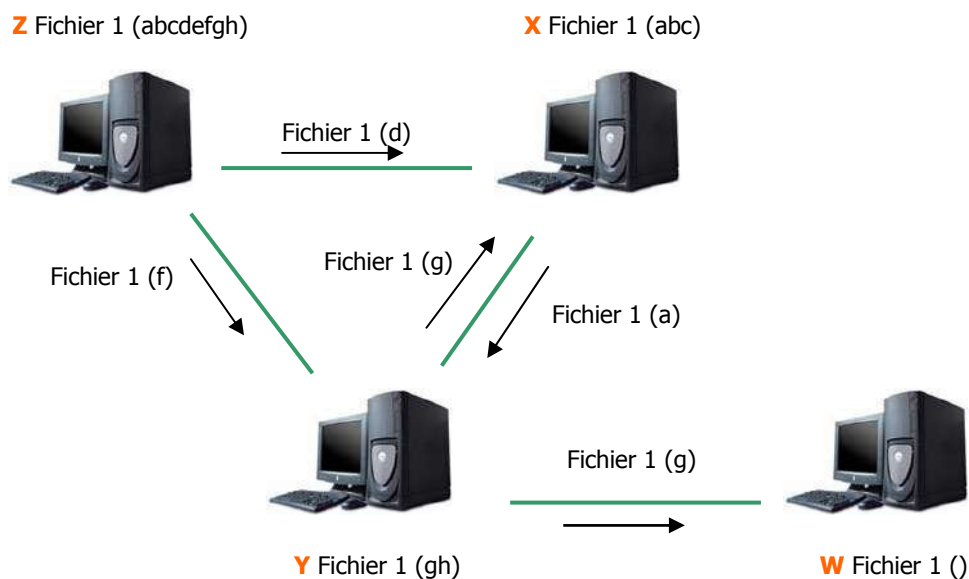 Z Fichier 1 (abcdefgh)
X Fichier 1 (abc)
Fichier 1 (d)
Fichier 1 (g)
Fichier 1 (f)
Fichier 1 (a)
Fichier 1 (g)
Y Fichier 1 (gh)
W Fichier 1 ()